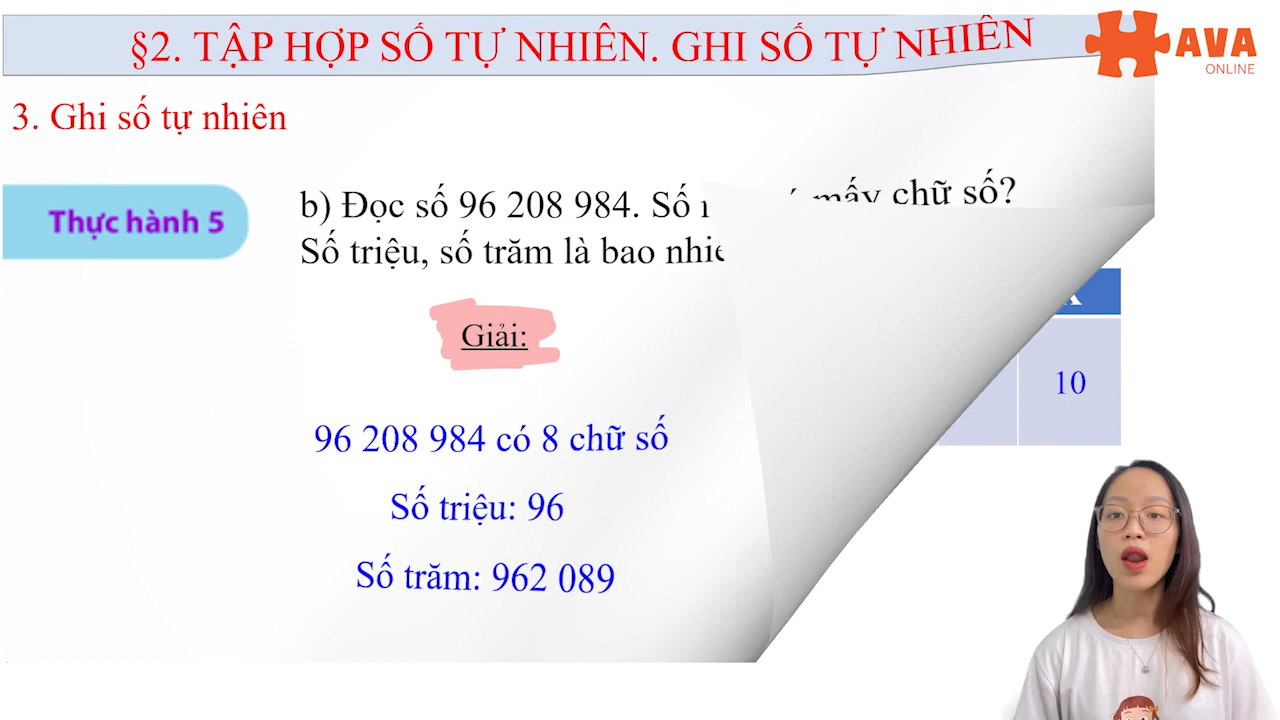 §2. TẬP HỢP SỐ TỰ NHIÊN. GHI SỐ TỰ NHIÊN
AVA
ONLINE
3. Ghi số tự nhiên
Thực hành 5
b) Đọc số 96 208 984. Số mấy chữ số?
Số triệu, số trăm là bao
Giải:
10
96 208 984 có 8 chữ số
Số triệu: 96
Số trăm: 962 089